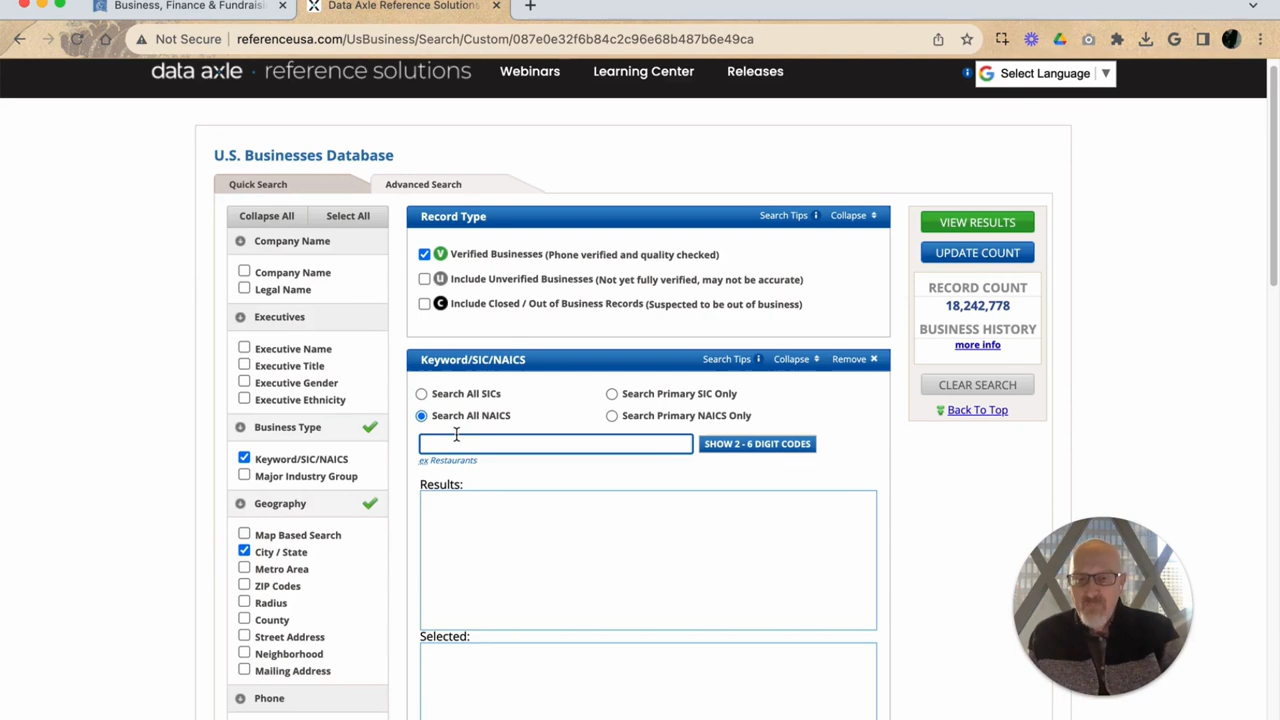 Business, Finance & Fundraisi
Data Axle Reference Solutions
Not Secure
referenceusa.com/UsBusiness/Search/Custom/087e0e32f6b84c2c96e68b487b6e49ca
data axle · reference solutions
Webinars
Learning Center
Releases
Select Language
U.S. Businesses Database
Quick Search
Advanced Search
Collapse All
Select All
Company Name
Company Name
Legal Name
Executives
Executive Name
Executive Title
Executive Gender
Executive Ethnicity
Business Type
Keyword/SIC/NAICS
Major Industry Group
Geography
Map Based Search
City / State
Metro Area
ZIP Codes
Radius
County
Street Address
Neighborhood
Mailing Address
Phone
Record Type
Search Tips
Collapse
V Verified Businesses (Phone verified and quality checked)
U Include Unverified Businesses (Not yet fully verified, may not be accurate)
C Include Closed / Out of Business Records (Suspected to be out of business)
Keyword/SIC/NAICS
Search Tips
Collapse
Remove
Search All SICs
Search Primary SIC Only
Search All NAICS
Search Primary NAICS Only
SHOW 2 - 6 DIGIT CODES
ex Restaurants
Results:
Selected:
VIEW RESULTS
UPDATE COUNT
RECORD COUNT
18,242,778
BUSINESS HISTORY
more info
CLEAR SEARCH
Back To Top